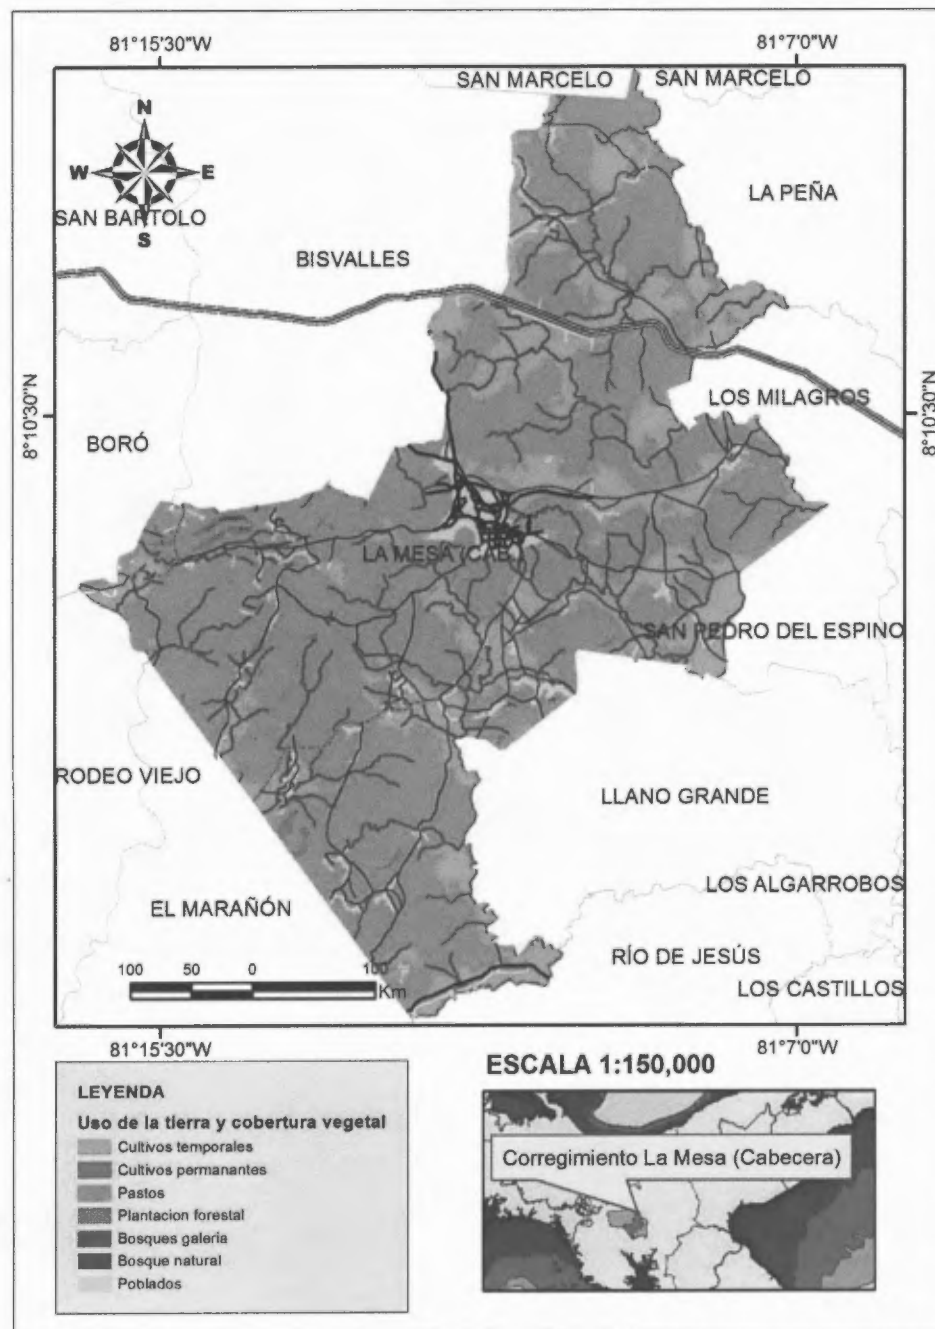 81°15'30"W 81°7'0"W
SAN MARCELO SAN MARCELO
N
W E
S
LA PEÑA
SAN BARTOLO
BISVALLES
8°10'30"N 8°10'30"N
LOS MILAGROS
BORÓ
LA MESA (CAB.)
SAN PEDRO DEL ESPINO
RODEO VIEJO
LLANO GRANDE
LOS ALGARROBOS
EL MARAÑÓN
RÍO DE JESÚS
100 50 0 100
Km
LOS CASTILLOS
81°15'30"W 81°7'0"W
ESCALA 1:150,000
LEYENDA
Uso de la tierra y cobertura vegetal
Cultivos temporales
Cultivos permanantes
Pastos
Plantacion forestal
Bosques galeria
Bosque natural
Poblados
Corregimiento La Mesa (Cabecera)